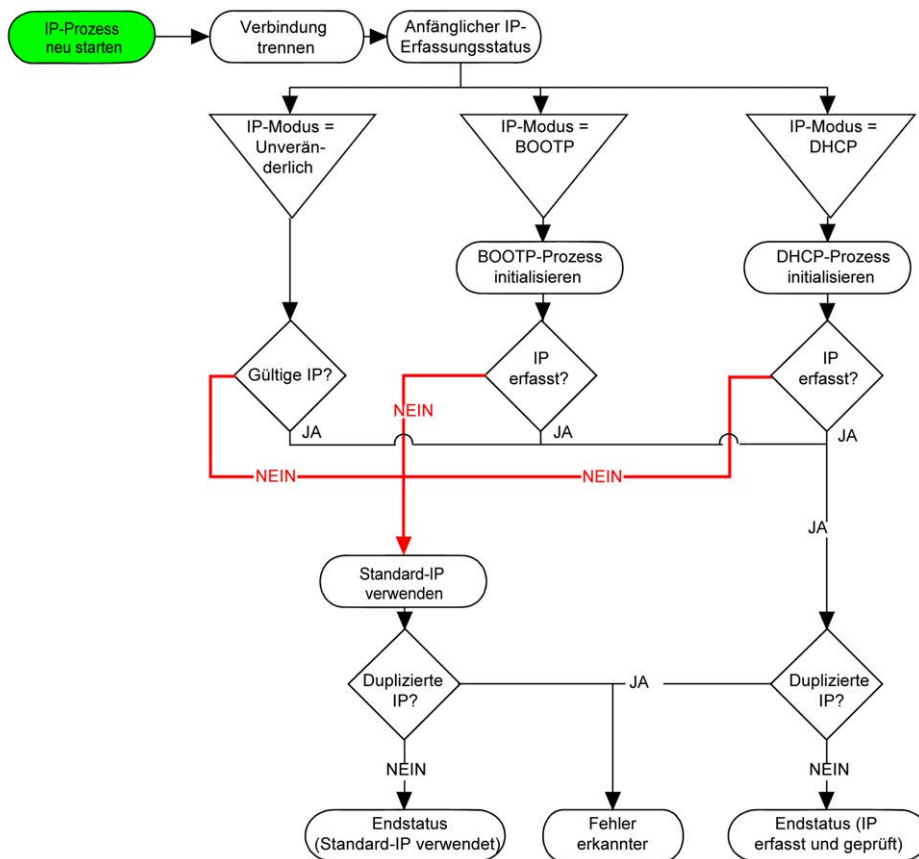 IP-Prozess
neu starten
Verbindung
trennen
Anfänglicher IP-
Erfassungsstatus
IP-Modus =
Unverän-
derlich
IP-Modus =
BOOTP
IP-Modus =
DHCP
BOOTP-Prozess
initialisieren
DHCP-Prozess
initialisieren
Gültige IP?
IP
erfasst?
IP
erfasst?
NEIN
JA
JA
JA
NEIN
NEIN
JA
Standard-IP
verwenden
Duplizierte
IP?
JA
Duplizierte
IP?
NEIN
NEIN
Endstatus
(Standard-IP verwendet)
Fehler
erkannter
Endstatus (IP
erfasst und geprüft)